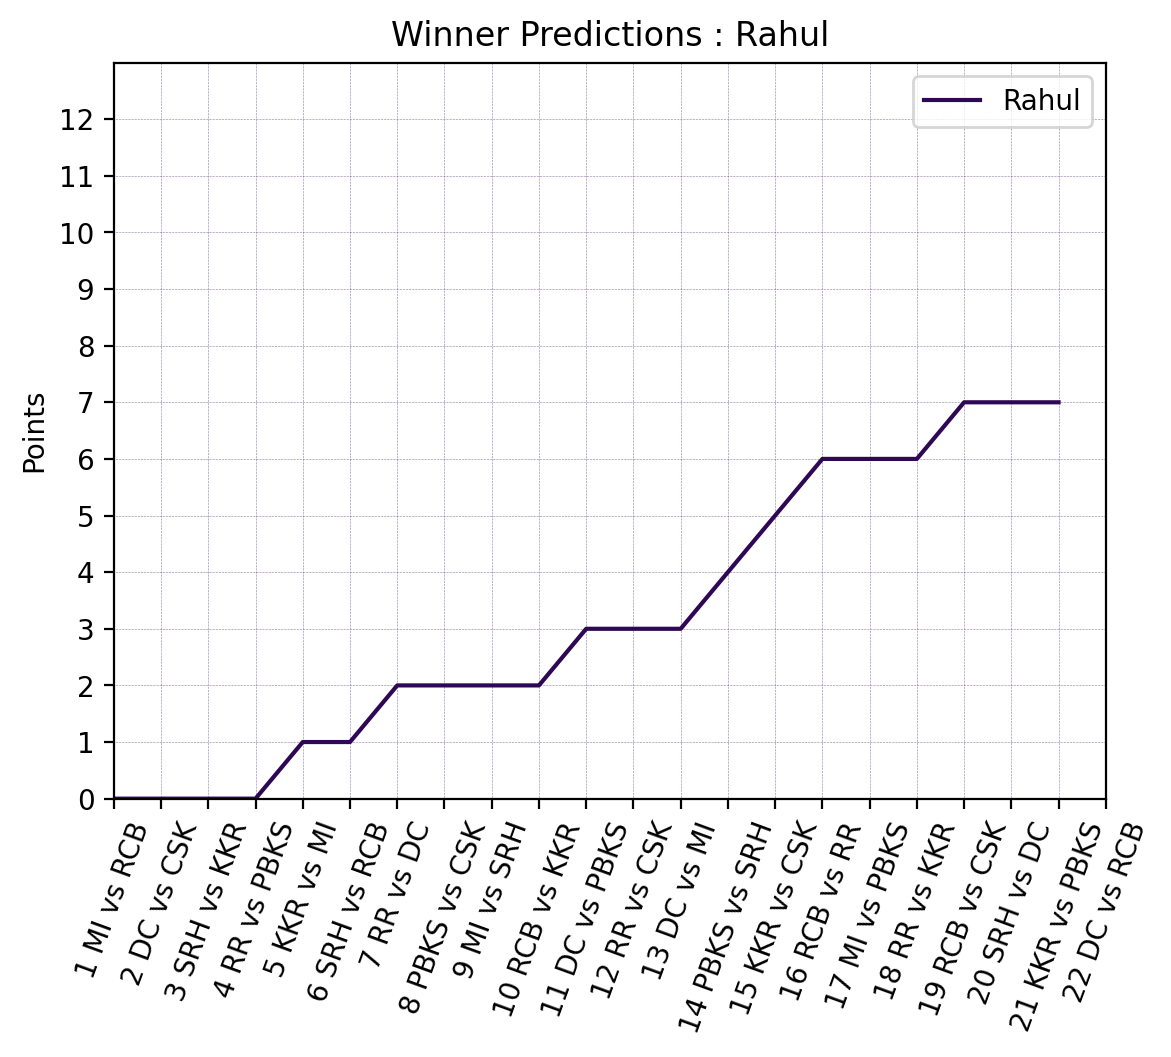 Winner Predictions : Rahul
Rahul
12
11
10
9
8
7
6
5
4
3
2
1
0
Points
1 MI vs RCB
2 DC vs CSK
3 SRH vs KKR
4 RR vs PBKS
5 KKR vs MI
6 SRH vs RCB
7 RR vs DC
8 PBKS vs CSK
9 MI vs SRH
10 RCB vs KKR
11 DC vs PBKS
12 RR vs CSK
13 DC vs MI
14 PBKS vs SRH
15 KKR vs CSK
16 RCB vs RR
17 MI vs PBKS
18 RR vs KKR
19 RCB vs CSK
20 SRH vs DC
21 KKR vs PBKS
22 DC vs RCB